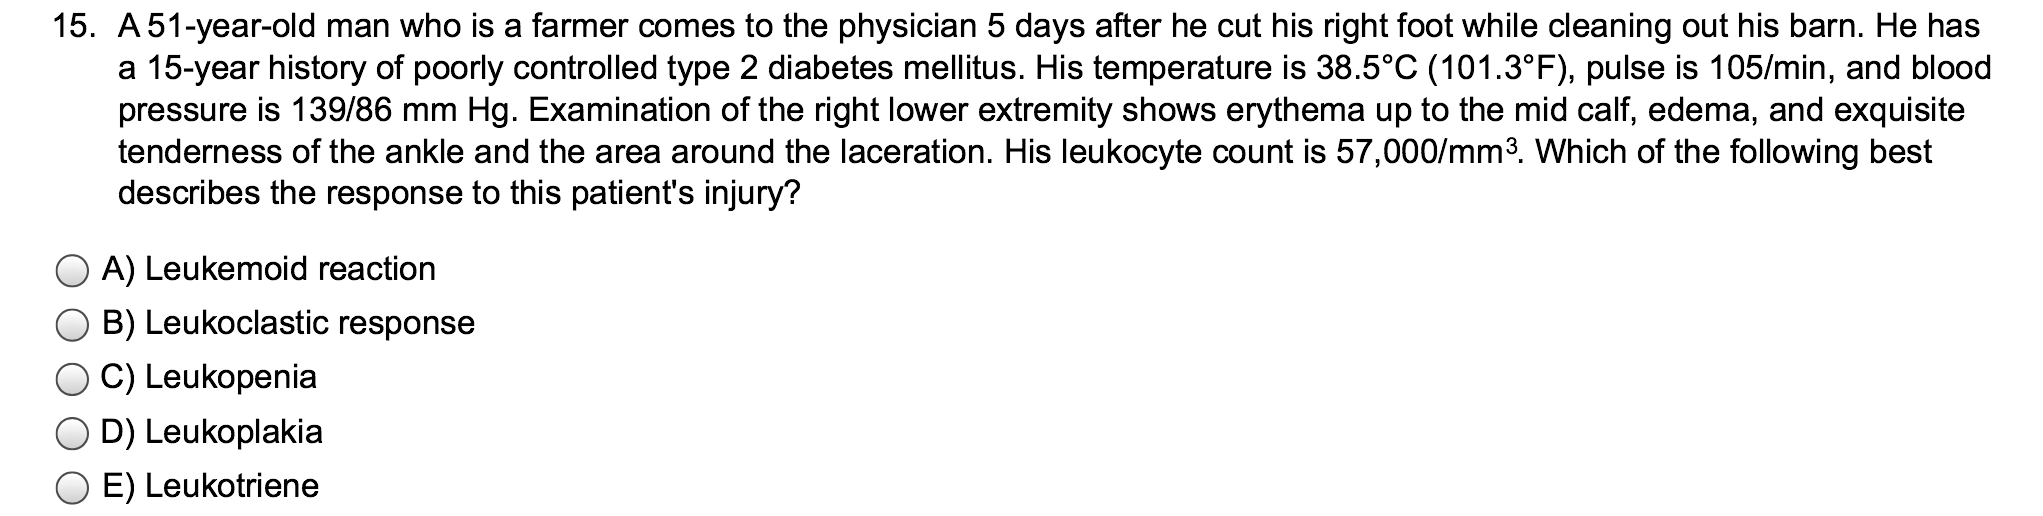 15. A 51-year-old man who is a farmer comes to the physician 5 days after he cut his right foot while cleaning out his barn. He has
a 15-year history of poorly controlled type 2 diabetes mellitus. His temperature is 38.5°C (101.3°F), pulse is 105/min, and blood
pressure is 139/86 mm Hg. Examination of the right lower extremity shows erythema up to the mid calf, edema, and exquisite
tenderness of the ankle and the area around the laceration. His leukocyte count is 57,000/mm³. Which of the following best
describes the response to this patient's injury?
A) Leukemoid reaction
B) Leukoclastic response
C) Leukopenia
D) Leukoplakia
E) Leukotriene